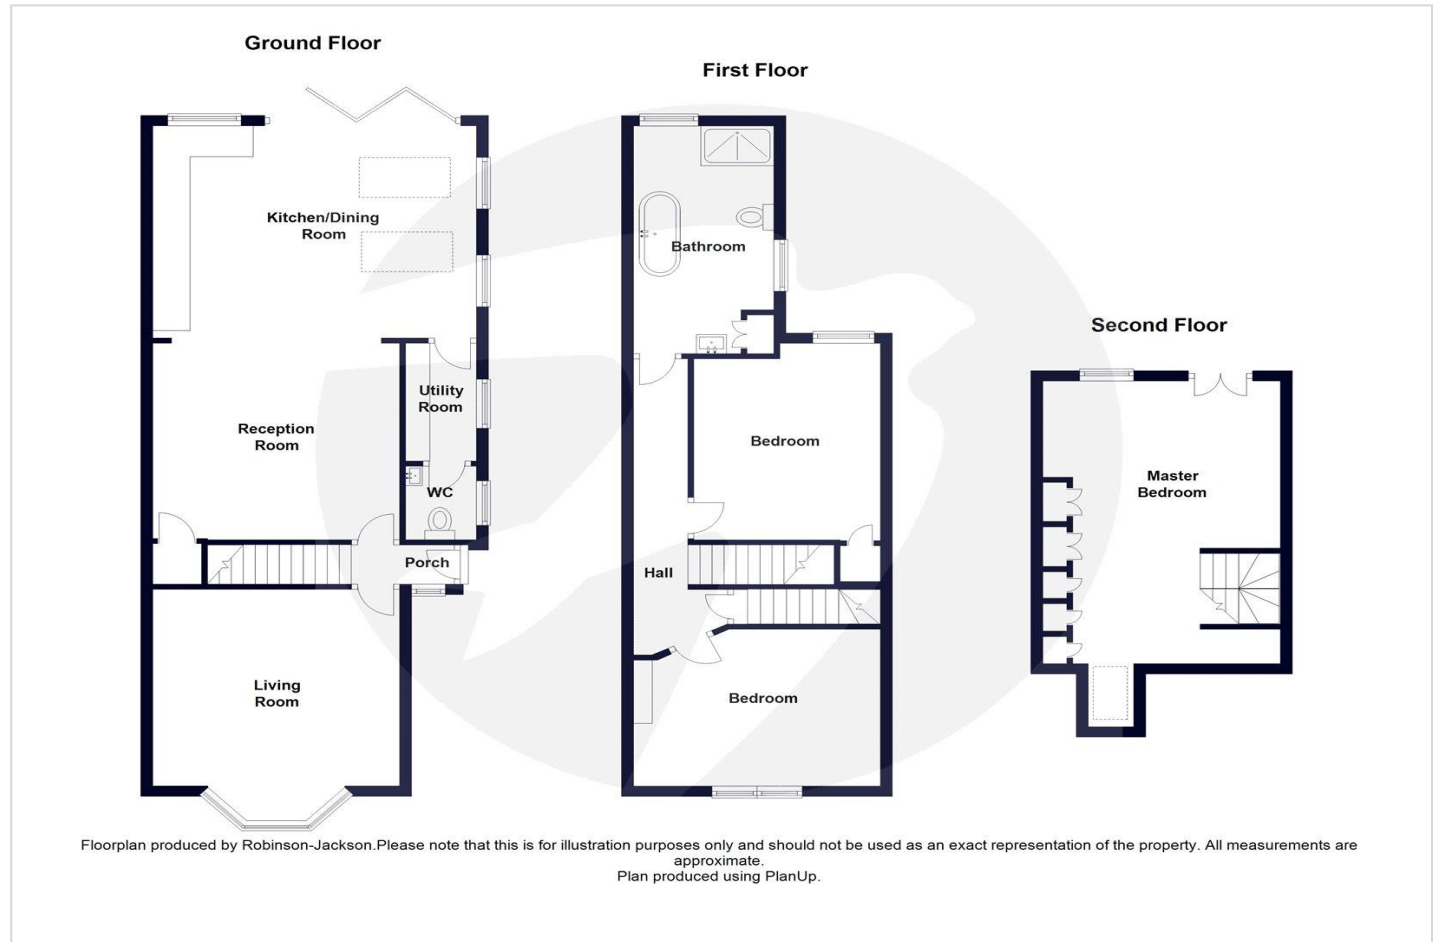 Ground Floor
Kitchen/Dining
Room
Utility
Room
Reception
Room
WC
Porch
Living
Room
First Floor
Bathroom
Bedroom
Hall
Bedroom
Second Floor
Master
Bedroom
Floorplan produced by Robinson-Jackson.Please note that this is for illustration purposes only and should not be used as an exact representation of the property. All measurements are
approximate.
Plan produced using PlanUp.